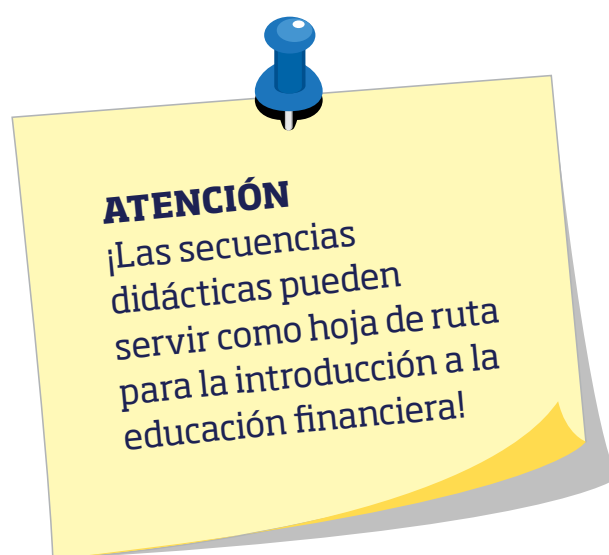 ATENCIÓN
¡Las secuencias
didácticas pueden
servir como hoja de ruta
para la introducción a la
educación financiera!